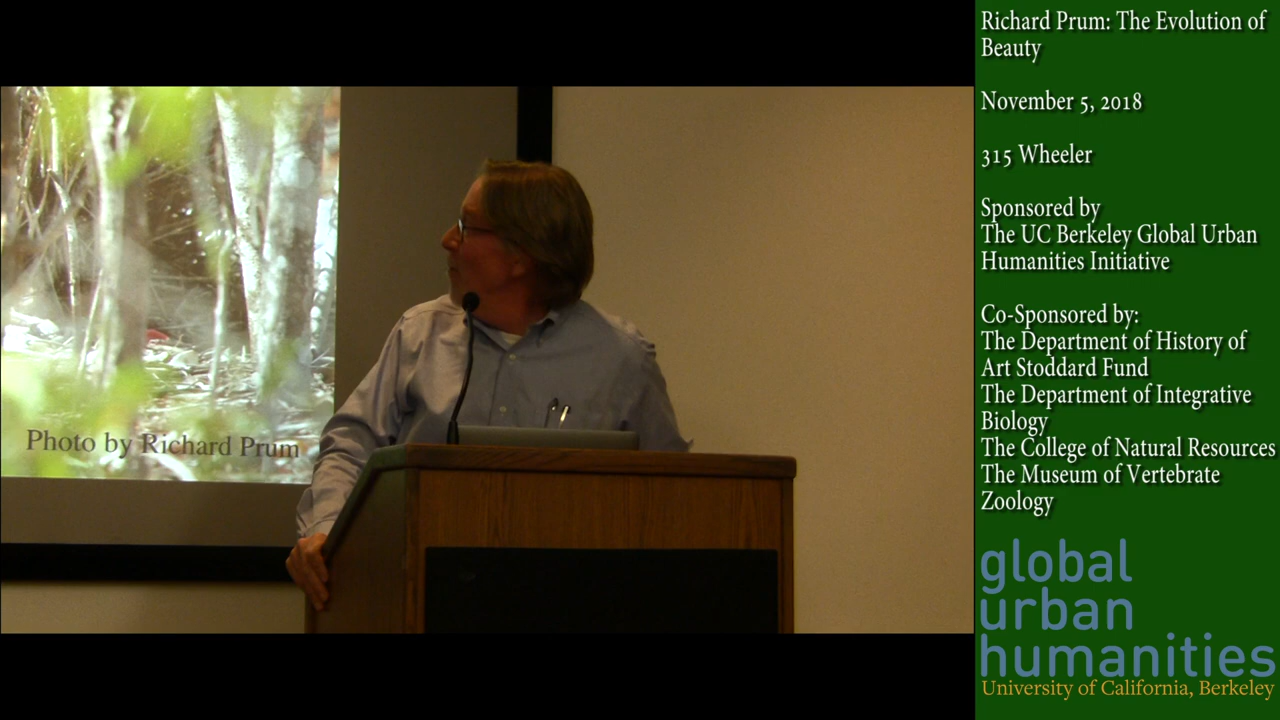 Photo by Richard Prum
Richard Prum: The Evolution of
Beauty
November 5, 2018
315 Wheeler
Sponsored by
The UC Berkeley Global Urban
Humanities Initiative
Co-Sponsored by:
The Department of History of
Art Stoddard Fund
The Department of Integrative
Biology
The College of Natural Resources
The Museum of Vertebrate
Zoology
global
urban
humanities
University of California, Berkeley